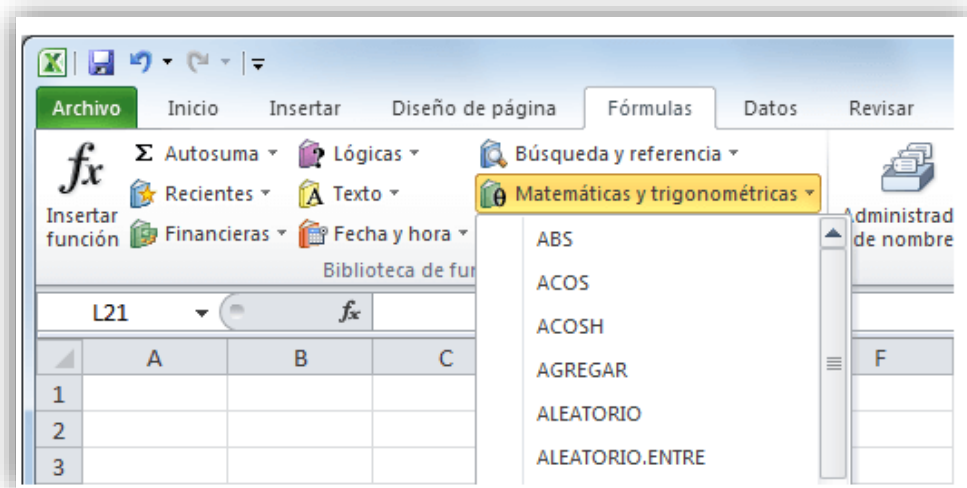 Archivo Inicio Insertar Diseño de página Fórmulas Datos Revisar
fx Insertar función
Σ Autosuma Lógicas Búsqueda y referencia
Recientes Texto Matemáticas y trigonométricas
Financieras Fecha y hora
Administrad
de nombre
Biblioteca de fur
ABS
ACOS
ACOSH
AGREGAR
ALEATORIO
ALEATORIO.ENTRE
L21 fx
A B C F
1
2
3